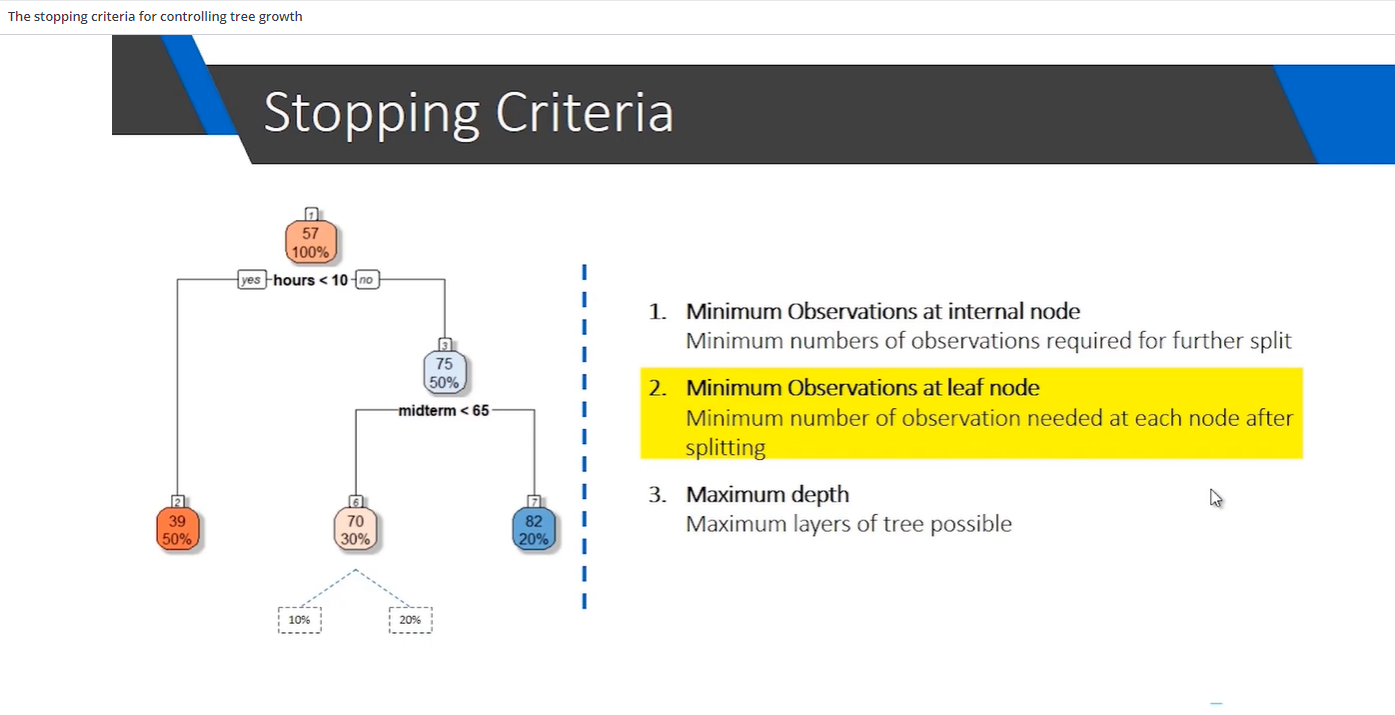 The stopping criteria for controlling tree growth
Stopping Criteria
1
57
100%
yes hours < 10 no
3
75
50%
midterm < 65
2
39
50%
6
70
30%
7
82
20%
10%
20%
1. Minimum Observations at internal node
Minimum numbers of observations required for further split
2. Minimum Observations at leaf node
Minimum number of observation needed at each node after
splitting
3. Maximum depth
Maximum layers of tree possible